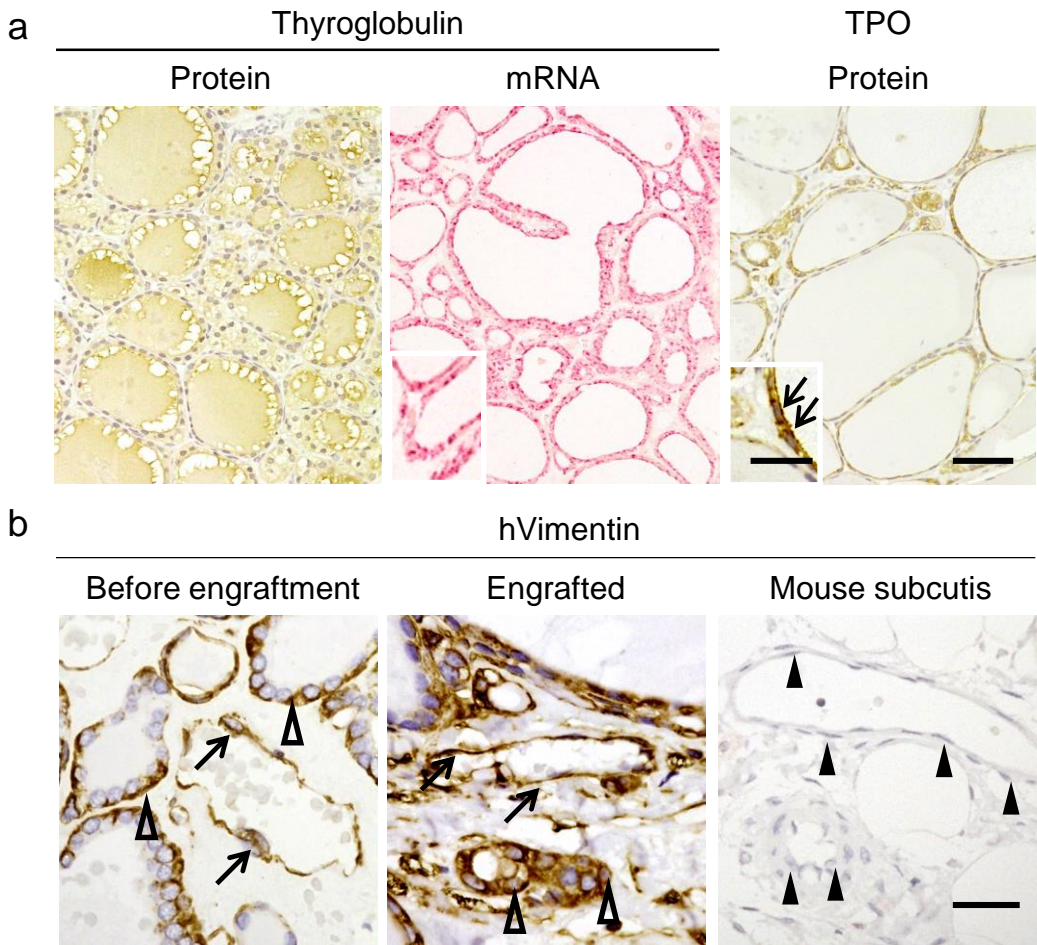 a
Thyroglobulin
TPO
Protein
mRNA
Protein
b
hVimentin
Before engraftment
Engrafted
Mouse subcutis